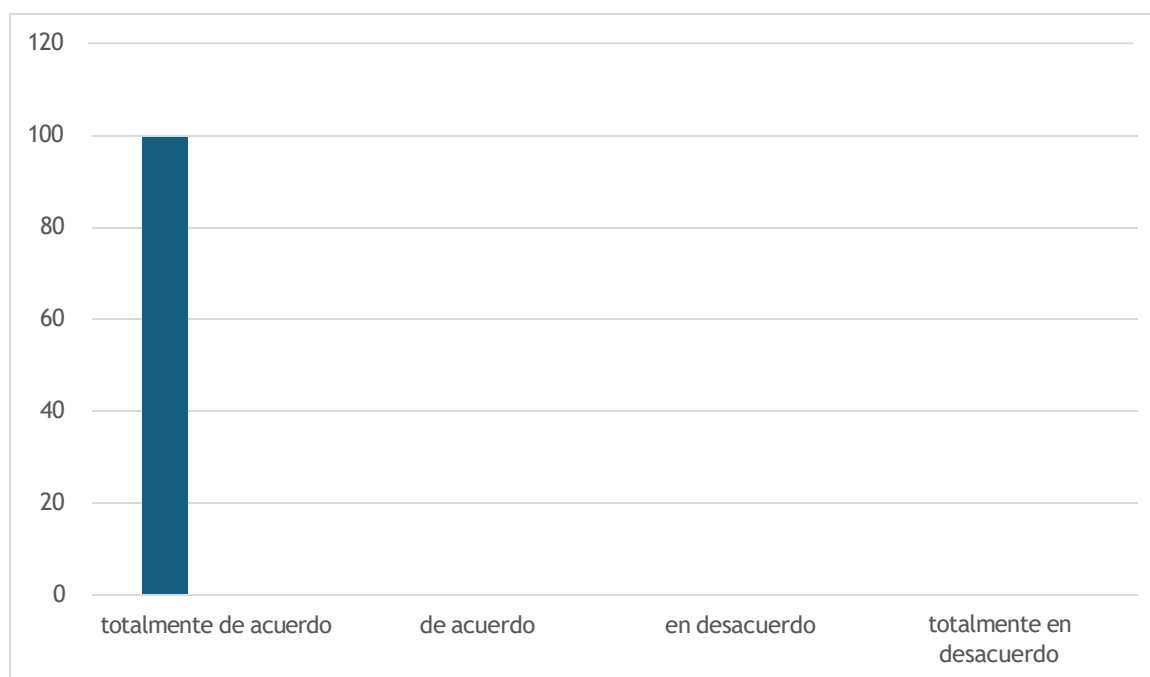 120
100
80
60
40
20
0
totalmente de acuerdo
de acuerdo
en desacuerdo
totalmente en
desacuerdo